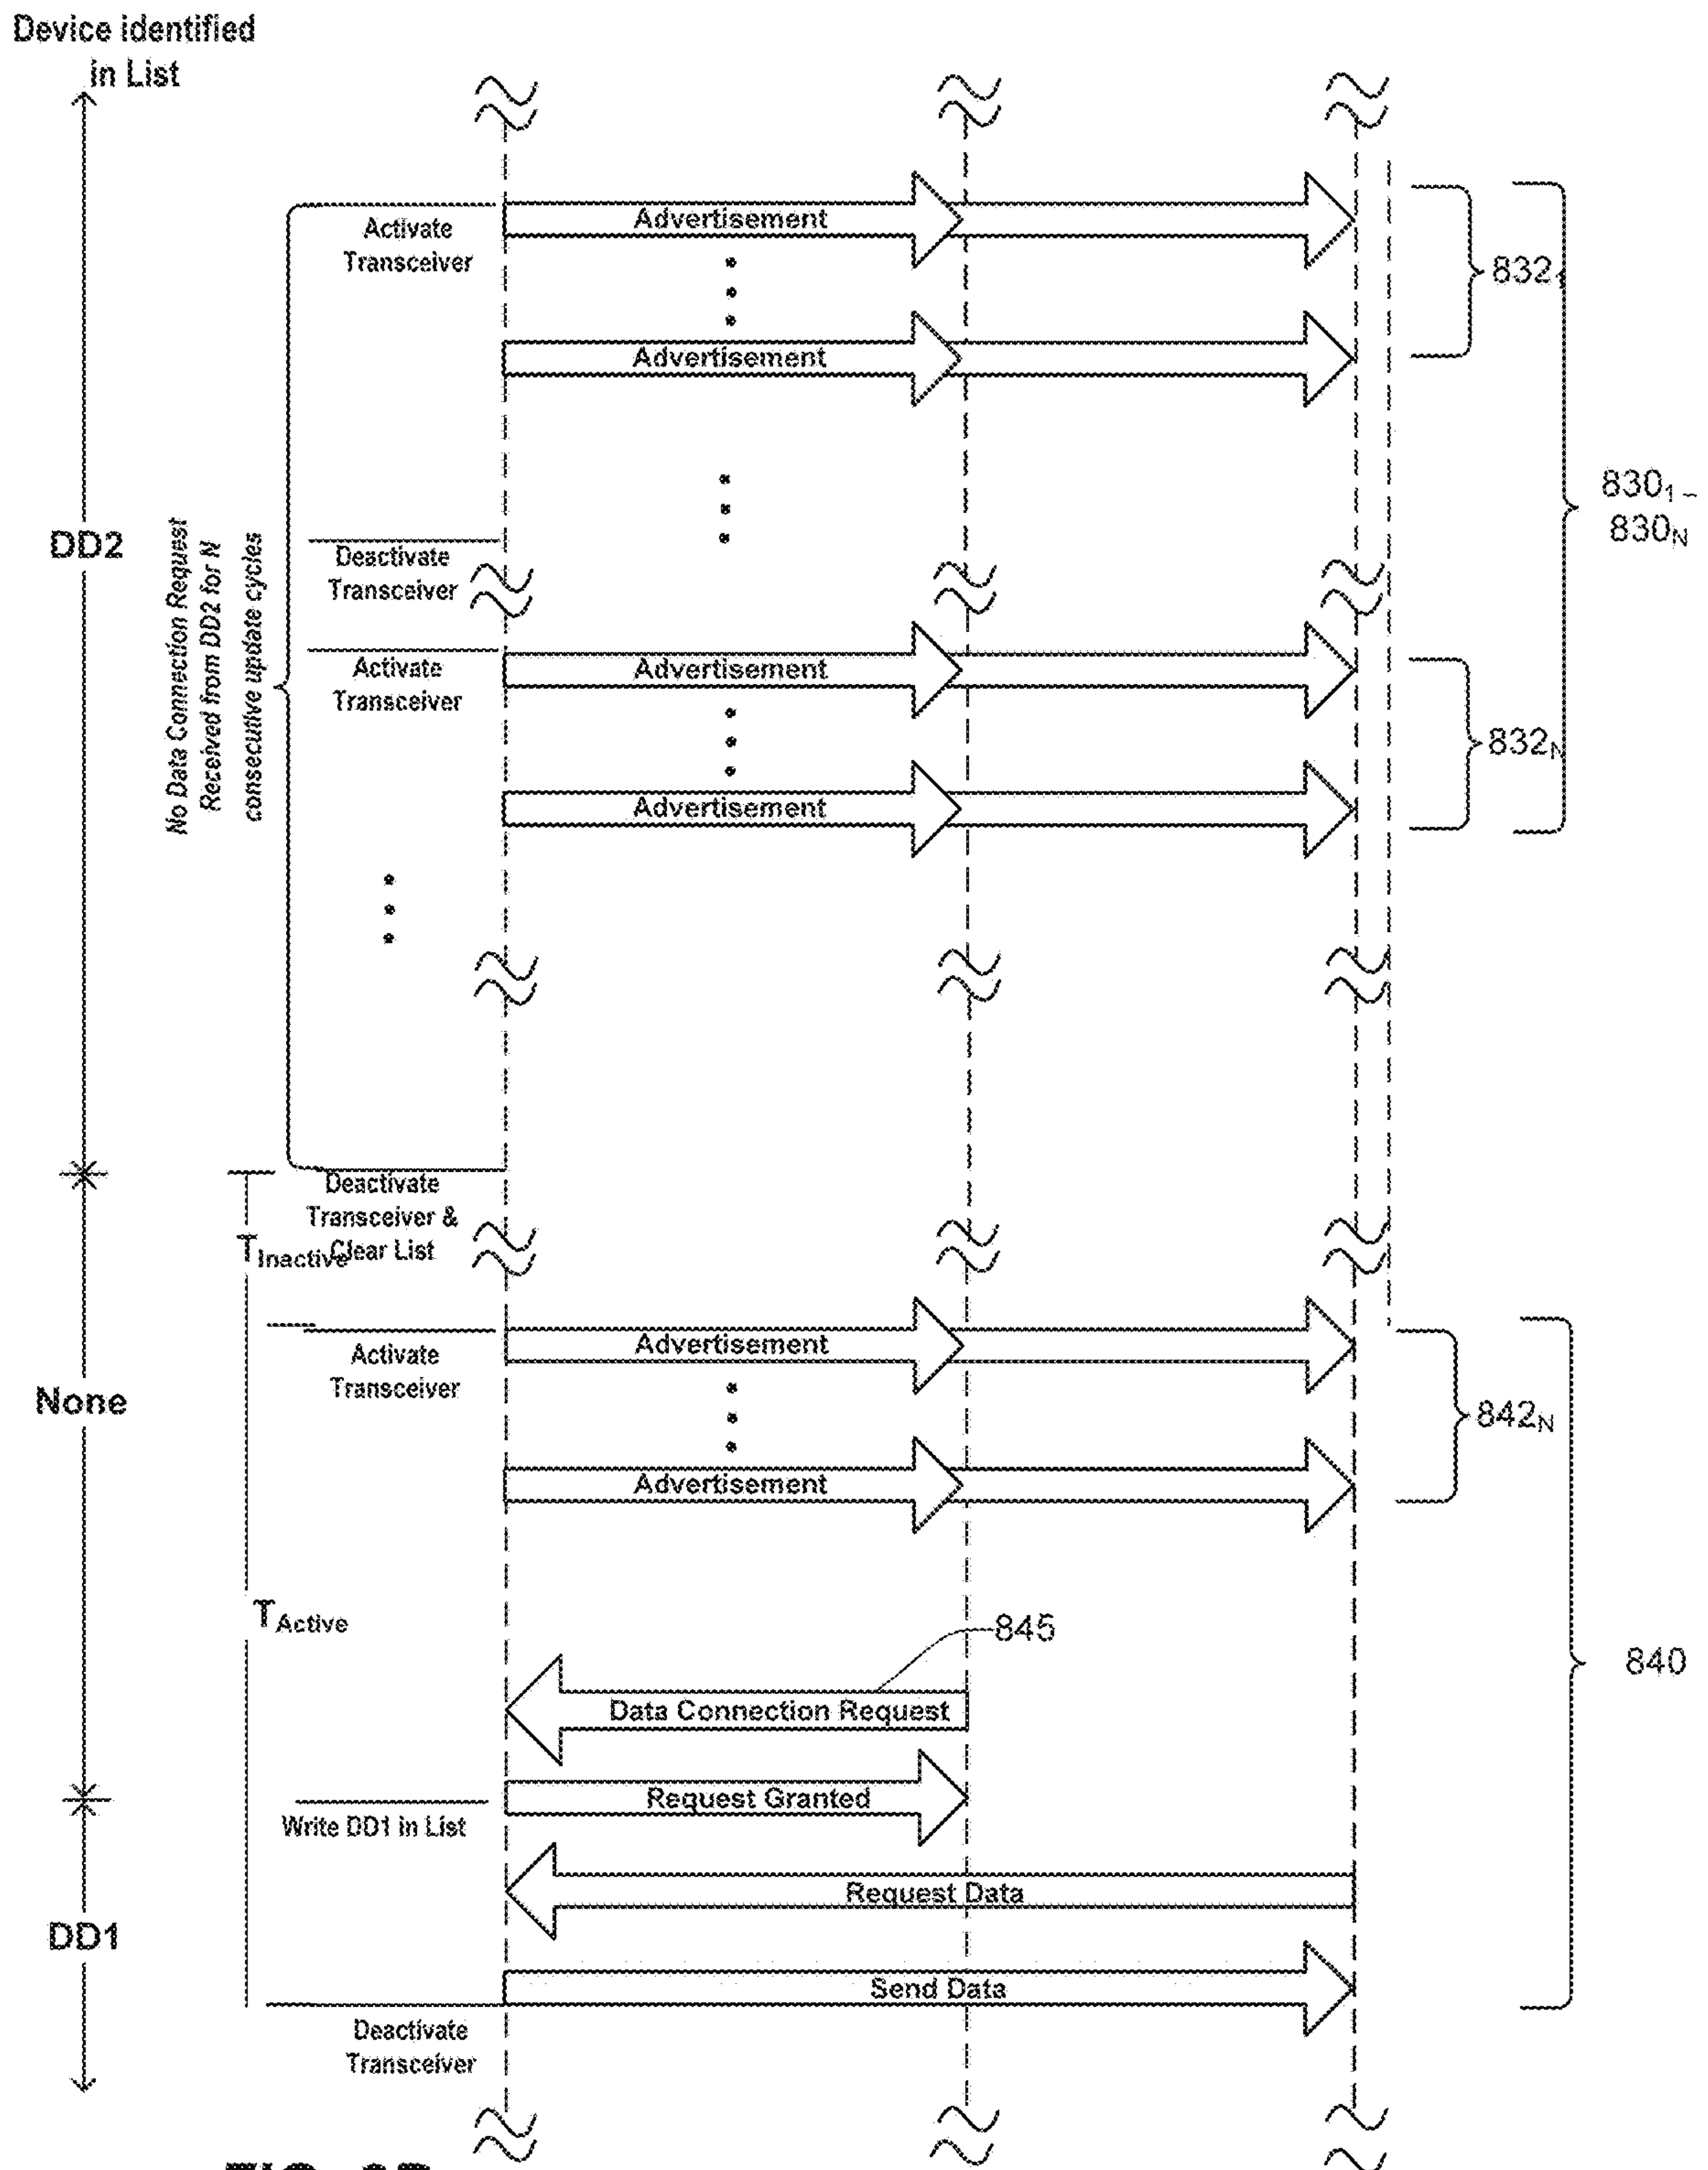 Device identified
in List
Activate
Transceiver
Advertisement
832
Advertisement
830₁ –
830N
DD2
No Data Connection Request
Received from DD2 for N
consecutive update cycles
Deactivate
Transceiver
Activate
Transceiver
Advertisement
832N
Advertisement
Deactivate
Transceiver &
Clear List
TInactive
Advertisement
Activate
Transceiver
None
842N
Advertisement
TActive
845
840
Data Connection Request
Request Granted
Write DD1 in List
Request Data
DD1
Send Data
Deactivate
Transceiver